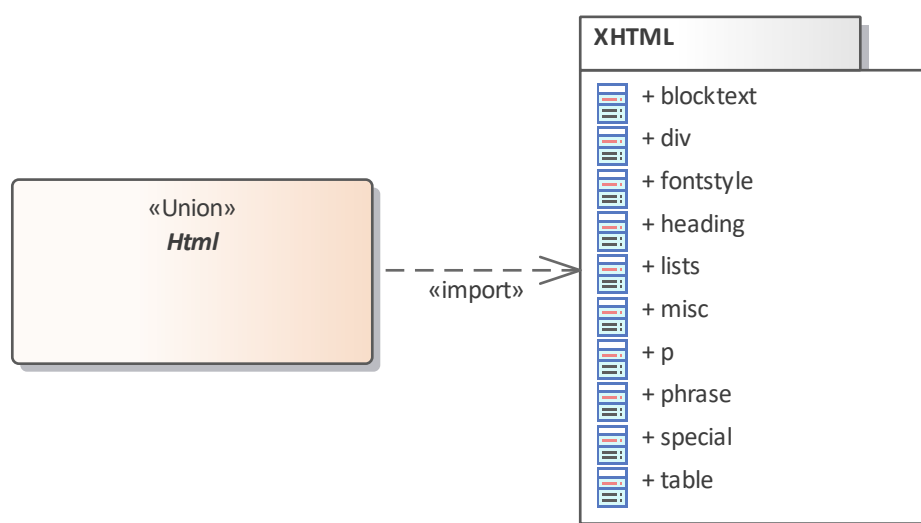 XHTML
+ blocktext
+ div
+ fontstyle
+ heading
+ lists
+ misc
+ p
+ phrase
+ special
+ table
«Union»
Html
«import»